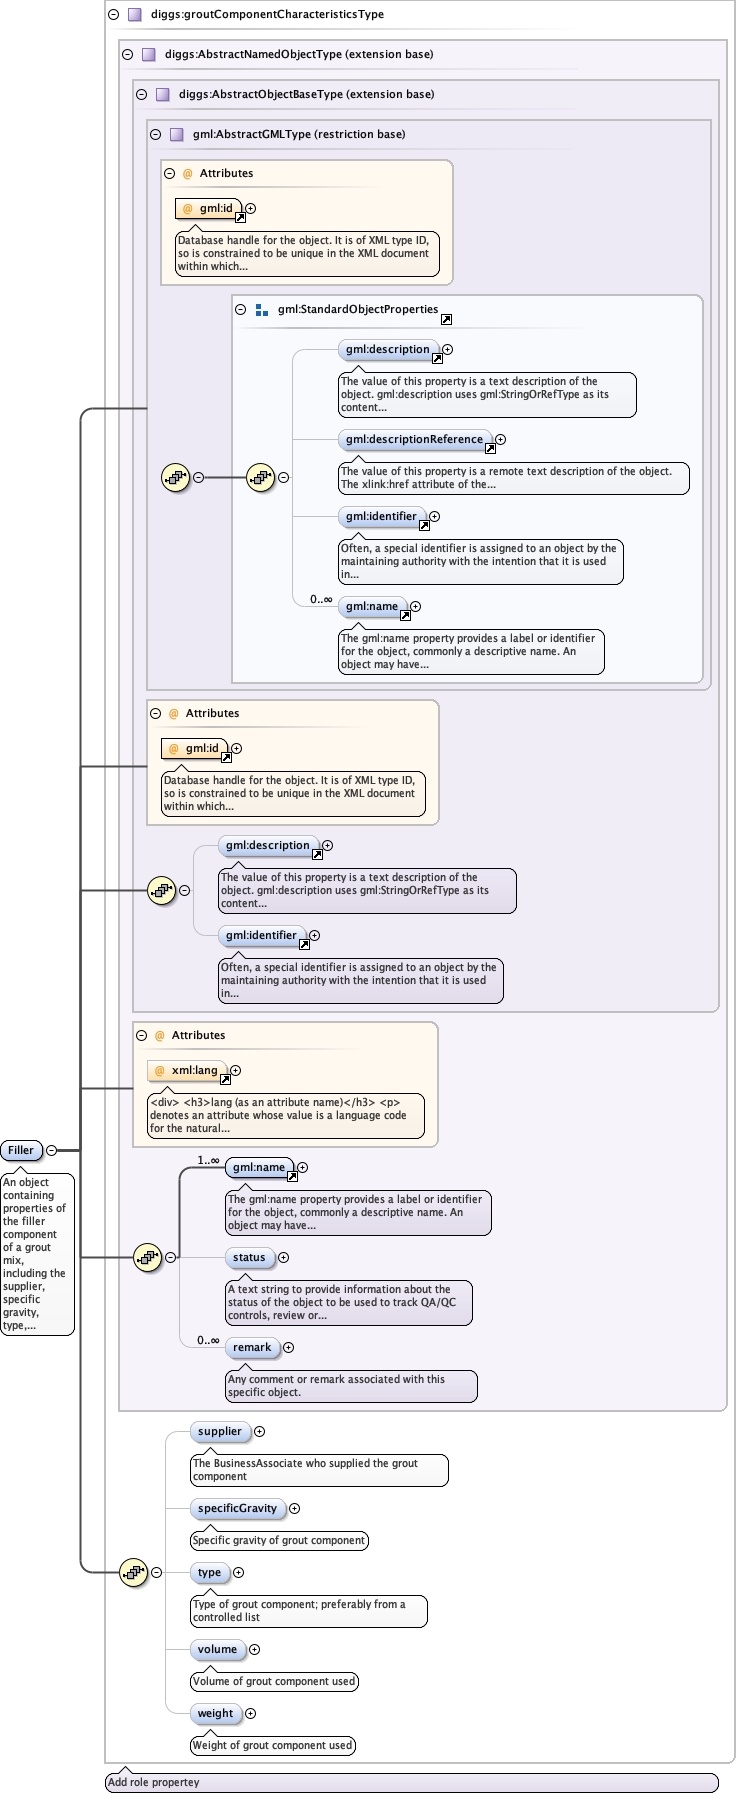 diggs:groutComponentCharacteristicsType
diggs:AbstractNamedObjectType (extension base)
diggs:AbstractObjectBaseType (extension base)
gml:AbstractGMLType (restriction base)
@ Attributes
@ gml:id
Database handle for the object. It is of XML type ID,
so is constrained to be unique in the XML document
within which...
gml:StandardObjectProperties
gml:description
The value of this property is a text description of the
object. gml:description uses gml:StringOrRefType as its
content...
gml:descriptionReference
The value of this property is a remote text description of the object.
The xlink:href attribute of the...
gml:identifier
Often, a special identifier is assigned to an object by the
maintaining authority with the intention that it is used
in...
0..∞
gml:name
The gml:name property provides a label or identifier
for the object, commonly a descriptive name. An
object may have...
@ Attributes
@ gml:id
Database handle for the object. It is of XML type ID,
so is constrained to be unique in the XML document
within which...
gml:description
The value of this property is a text description of the
object. gml:description uses gml:StringOrRefType as its
content...
gml:identifier
Often, a special identifier is assigned to an object by the
maintaining authority with the intention that it is used
in...
@ Attributes
@ xml:lang
<div> <h3>lang (as an attribute name)</h3> <p>
denotes an attribute whose value is a language code
for the natural...
Filler
An object
containing
properties of
the filler
component
of a grout
mix,
including the
supplier,
specific
gravity,
type,...
1..∞
gml:name
The gml:name property provides a label or identifier
for the object, commonly a descriptive name. An
object may have...
status
A text string to provide information about the
status of the object to be used to track QA/QC
controls, review or...
0..∞
remark
Any comment or remark associated with this
specific object.
supplier
The BusinessAssociate who supplied the grout
component
specificGravity
Specific gravity of grout component
type
Type of grout component; preferably from a
controlled list
volume
Volume of grout component used
weight
Weight of grout component used
Add role propertey